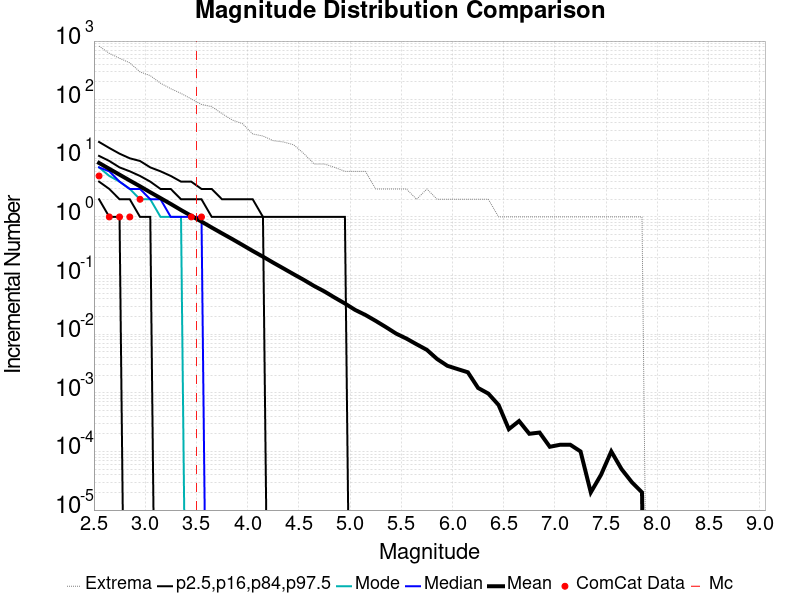 Magnitude Distribution Comparison
10^3
10^2
10^1
10^0
10^-1
10^-2
10^-3
10^-4
10^-5
Incremental Number
2.5 3.0 3.5 4.0 4.5 5.0 5.5 6.0 6.5 7.0 7.5 8.0 8.5 9.0
Magnitude
Extrema p2.5,p16,p84,p97.5 Mode Median Mean ComCat Data Mc